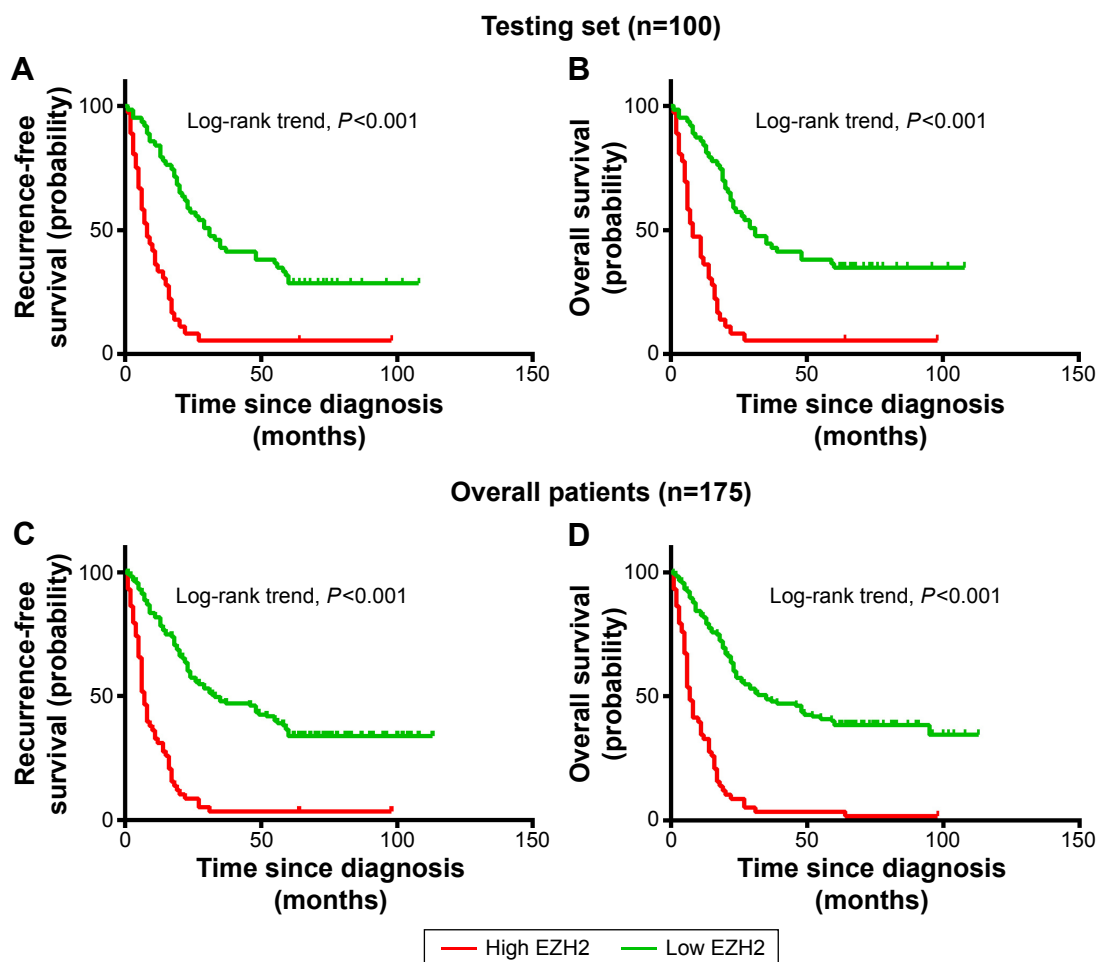 Testing set (n=100)
A
Recurrence-free
survival (probability)
100
50
0
Log-rank trend, P<0.001
0 50 100 150
Time since diagnosis
(months)
B
Overall survival
(probability)
100
50
0
Log-rank trend, P<0.001
0 50 100 150
Time since diagnosis
(months)
Overall patients (n=175)
C
Recurrence-free
survival (probability)
100
50
0
Log-rank trend, P<0.001
0 50 100 150
Time since diagnosis
(months)
D
Overall survival
(probability)
100
50
0
Log-rank trend, P<0.001
0 50 100 150
Time since diagnosis
(months)
High EZH2 Low EZH2